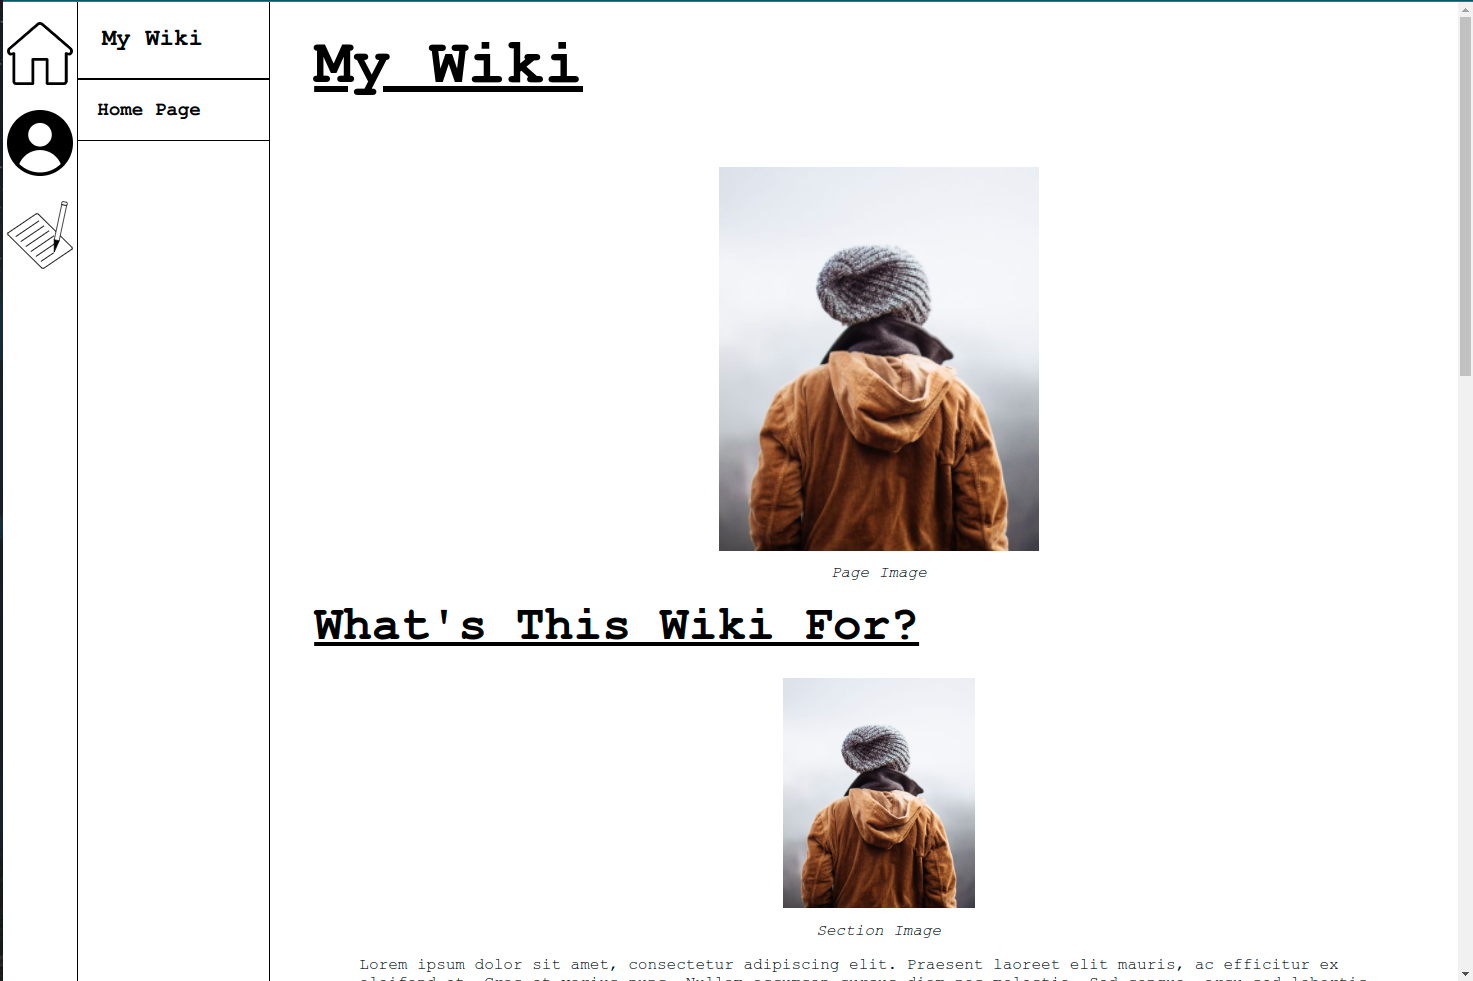 My Wiki
Home Page
My Wiki
Page Image
What's This Wiki For?
Section Image
Lorem ipsum dolor sit amet, consectetur adipiscing elit. Praesent laoreet elit mauris, ac efficitur ex